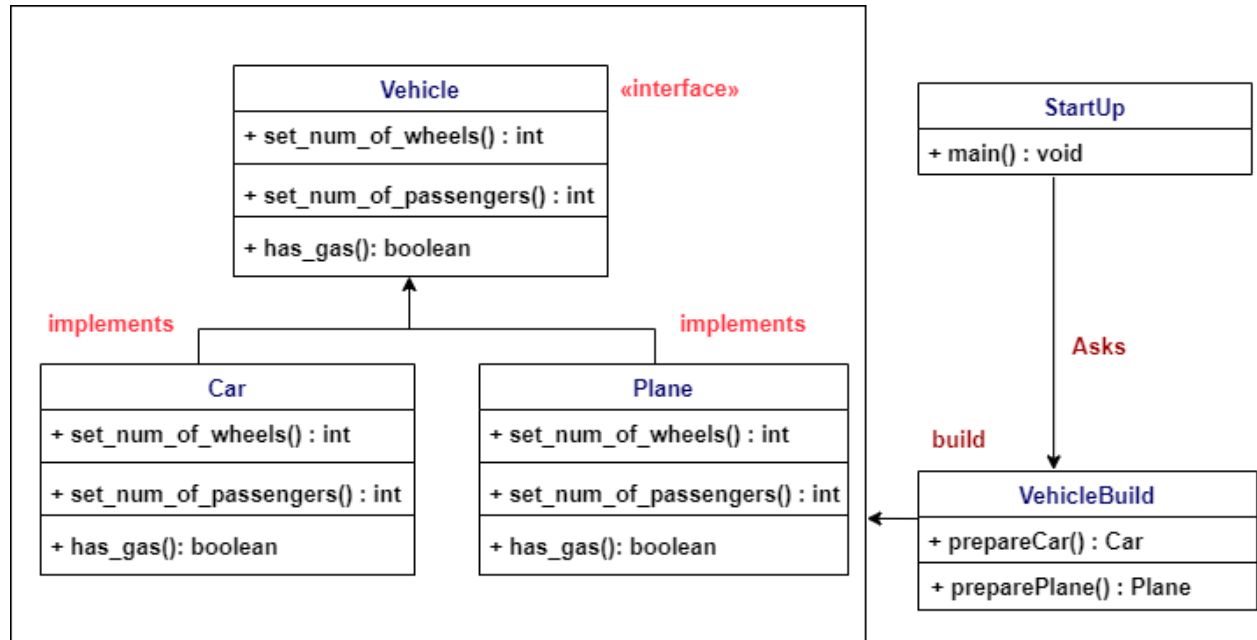 Vehicle
«interface»
+ set_num_of_wheels() : int
+ set_num_of_passengers() : int
+ has_gas(): boolean
implements
implements
Car
+ set_num_of_wheels() : int
+ set_num_of_passengers() : int
+ has_gas(): boolean
Plane
+ set_num_of_wheels() : int
+ set_num_of_passengers() : int
+ has_gas(): boolean
StartUp
+ main() : void
Asks
build
VehicleBuild
+ prepareCar() : Car
+ preparePlane() : Plane